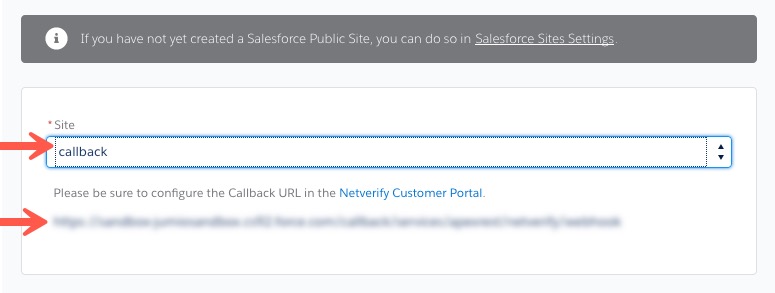 If you have not yet created a Salesforce Public Site, you can do so in Salesforce Sites Settings.
* Site
callback
Please be sure to configure the Callback URL in the Netverify Customer Portal.